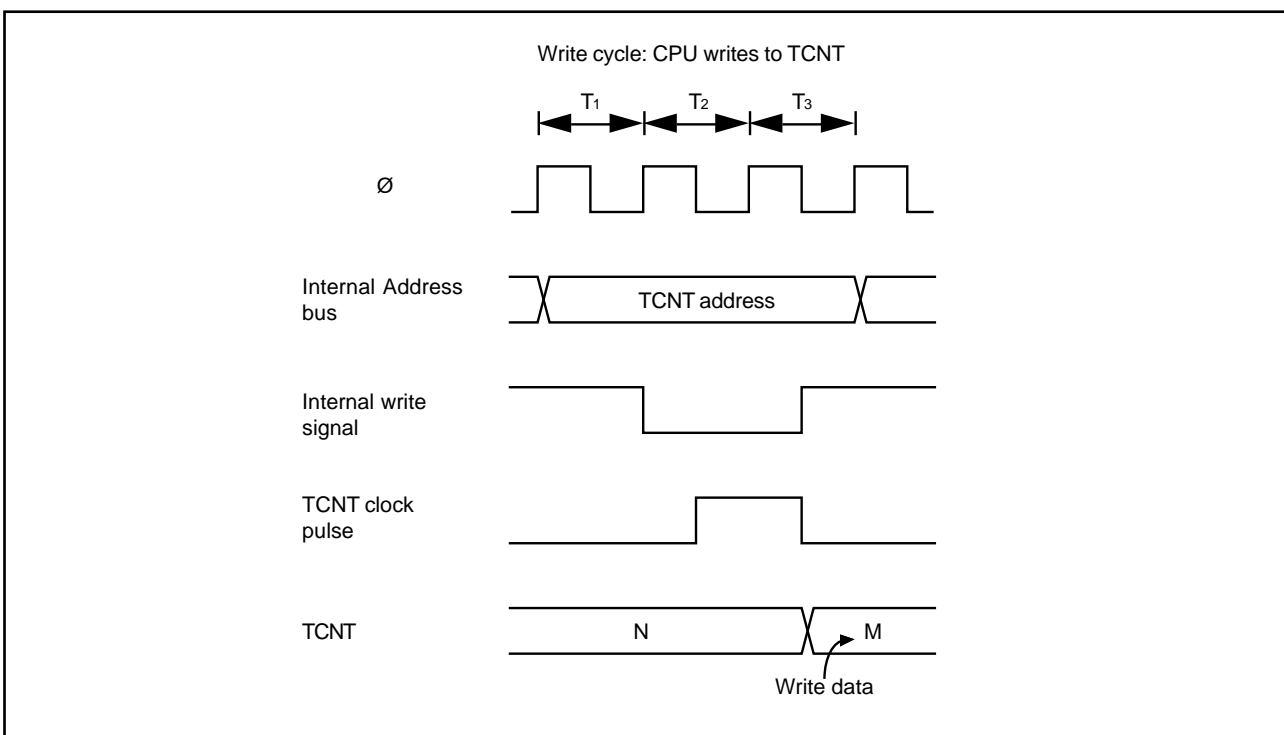 Write cycle: CPU writes to TCNT
T1 T2 T3
Ø
Internal Address
bus
TCNT address
Internal write
signal
TCNT clock
pulse
TCNT
N
M
Write data